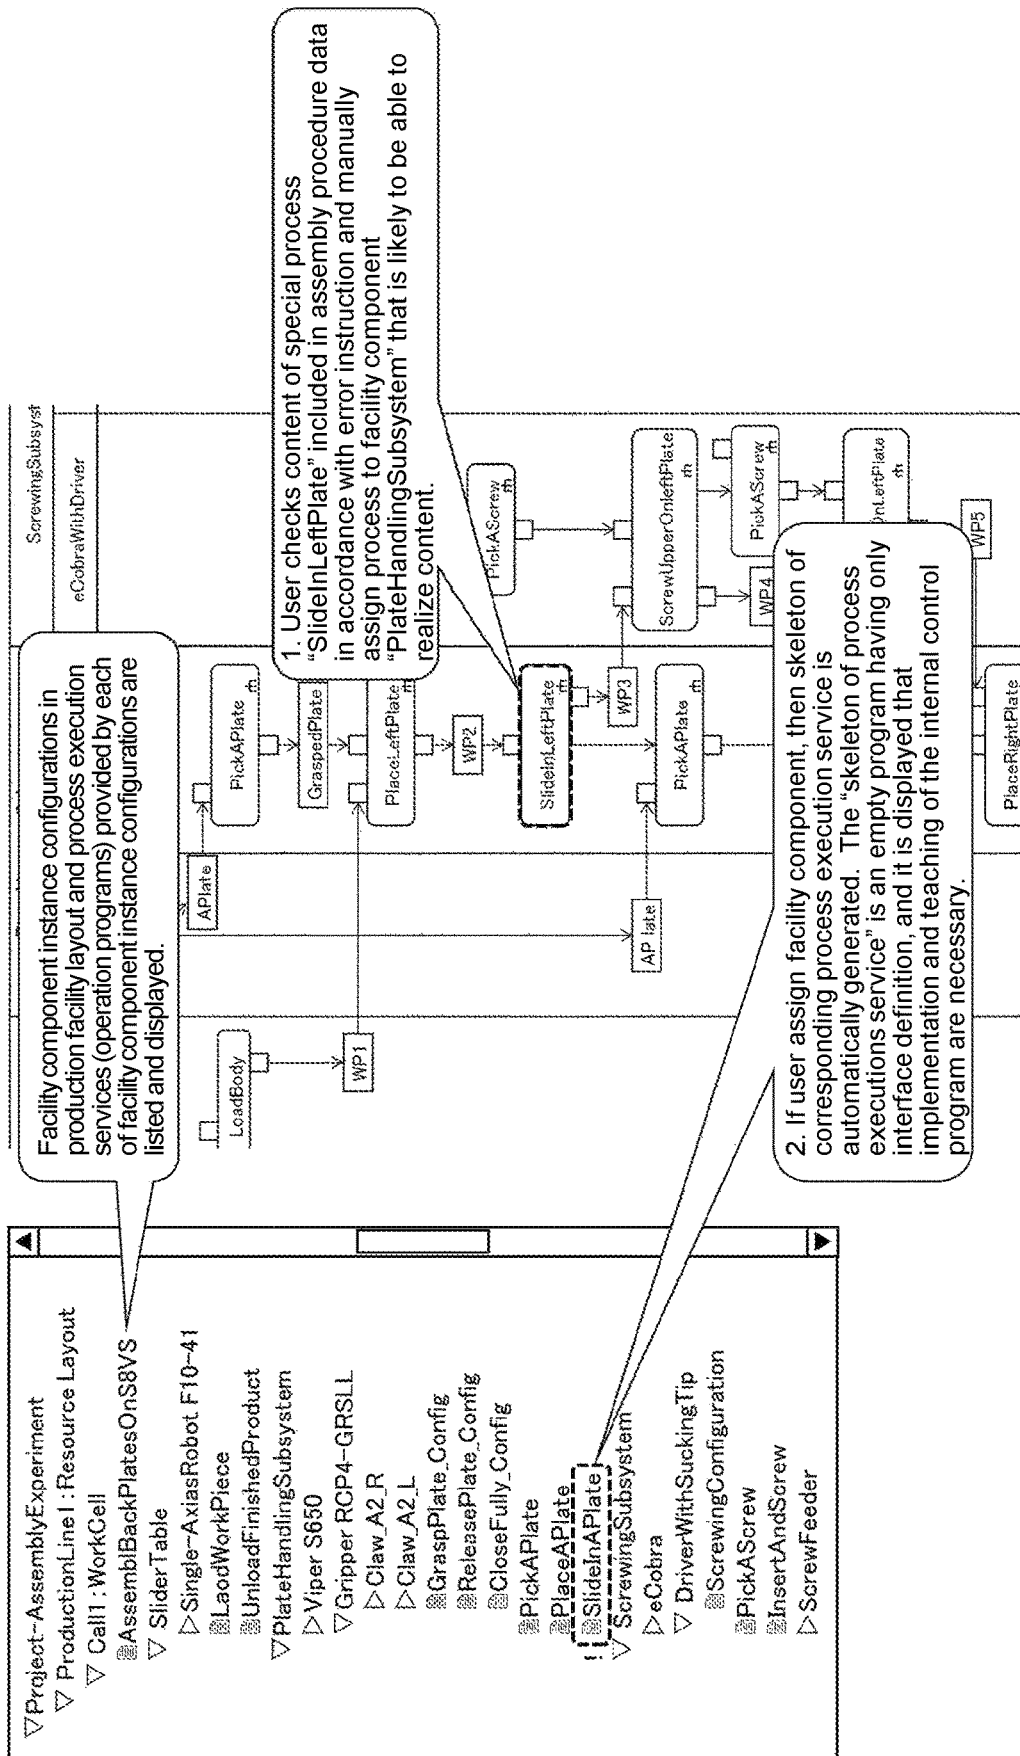 ▽Project-AssemblyExperiment
▽ ProductionLine1:Resource Layout
▽ Call1:WorkCell
AssemblBackPlatesOnS8VS
▽ SliderTable
▷Single-AxiasRobot F10-41
LaodWorkPiece
UnloadFinishedProduct
▽PlateHandlingSubsystem
▷Viper S650
▽Gripper RCP4-GRSLL
▷Claw_A2_R
▷Claw_A2_L
GraspPlate_Config
ReleasePlate_Config
CloseFully_Config
PickAPlate
PlaceAPlate
SlideInAPlate
▽ ScrewingSubsystem
▷eCobra
▽ DriverWithSuckingTip
ScrewingConfiguration
PickAScrew
InsertAndScrew
▷ScrewFeeder
Facility component instance configurations in
production facility layout and process execution
services (operation programs) provided by each
of facility component instance configurations are
listed and displayed.
ScrewingSubsyst
eCobraWithDriver
LoadBody
WP1
APlate
PickAPlate
GraspedPlate
PlaceLeftPlate
WP2
SlideInLeftPlate
WP3
AP late
PickAPlate
PlaceRightPlate
PickAScrew
ScrewUpperOnleftPlate
WP4
PickAScrew
OnLeftPlate
WP5
1. User checks content of special process
“SlideInLeftPlate” included in assembly procedure data
in accordance with error instruction and manually
assign process to facility component
“PlateHandlingSubsystem” that is likely to be able to
realize content.
2. If user assign facility component, then skeleton of
corresponding process execution service is
automatically generated. The “skeleton of process
executions service” is an empty program having only
interface definition, and it is displayed that
implementation and teaching of the internal control
program are necessary.